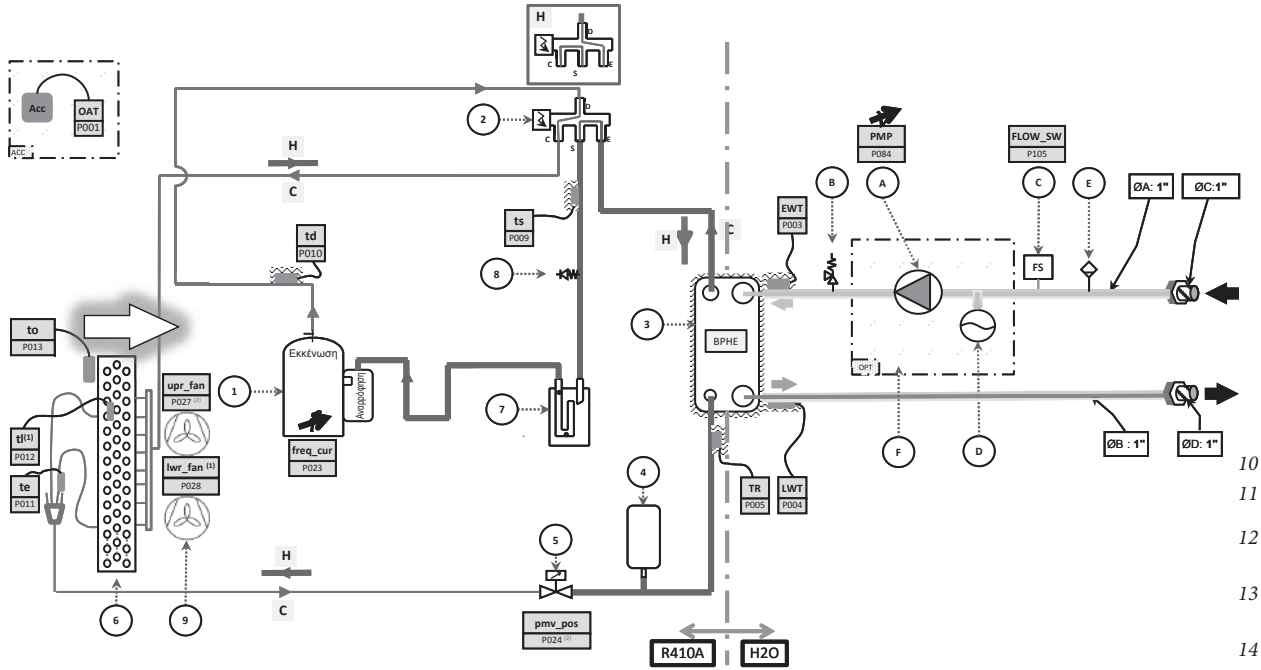 H
D
C
S
E
Acc
OAT
P001
ACC
2
D
C
S
E
H
C
ts
P009
td
P010
8
H
C
EWT
P003
B
PMP
P084
A
FLOW_SW
P105
C
E
ØA: 1"
ØC:1"
FS
OPT
3
BPHE
to
P013
1
Εκκένωση
Αναρρόφηση
freq_cur
P023
7
upr_fan
P027 (2)
tl(1)
P012
te
P011
lwr_fan (1)
P028
4
TR
P005
LWT
P004
F
D
ØB : 1"
ØD: 1"
10
11
12
13
14
5
H
C
6
9
pmv_pos
P024 (2)
R410A
H2O